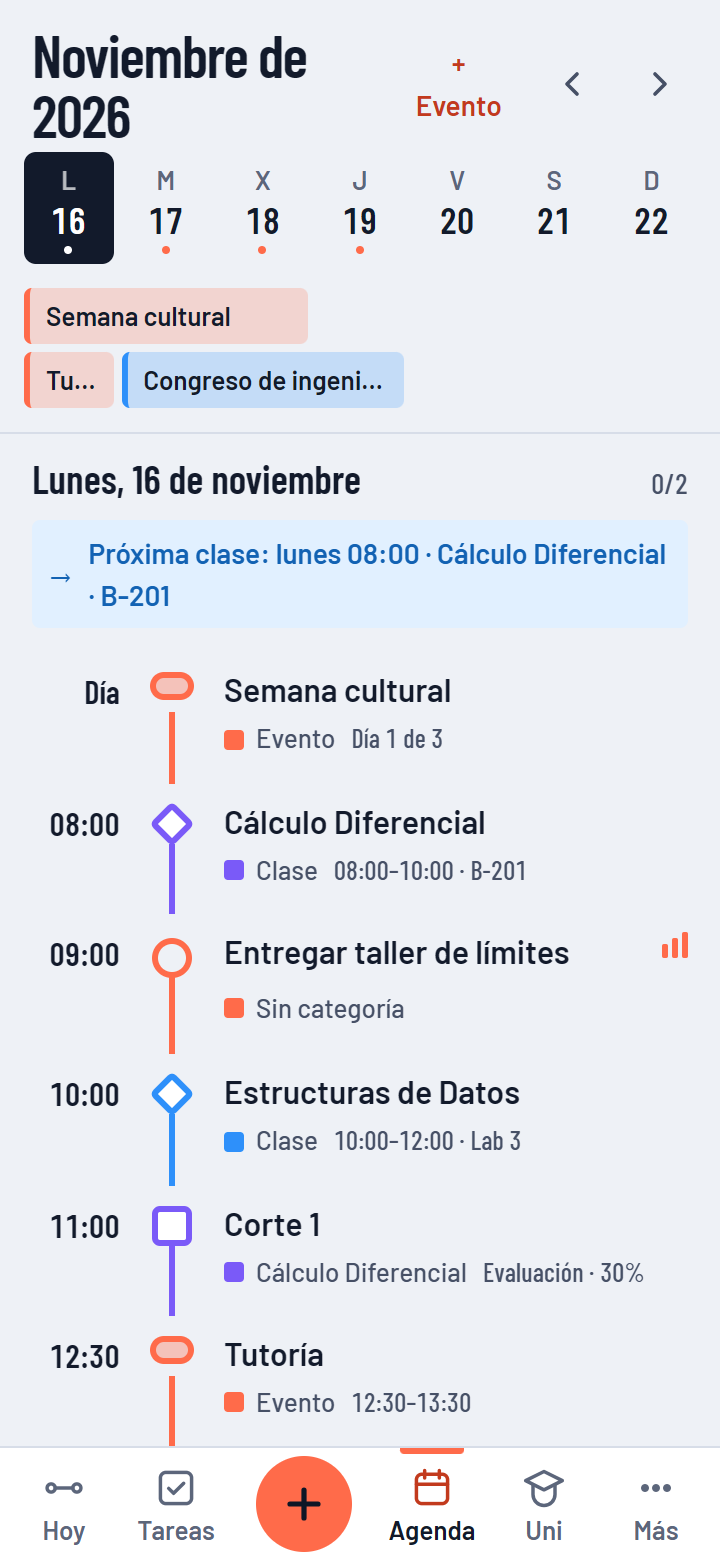 Noviembre de
2026
+
Evento
L M X J V S D
16 17 18 19 20 21 22
Semana cultural
Tu... Congreso de ingeni...
Lunes, 16 de noviembre 0/2
→ Próxima clase: lunes 08:00 · Cálculo Diferencial
· B-201
Día Semana cultural
Evento Día 1 de 3
08:00 Cálculo Diferencial
Clase 08:00–10:00 · B-201
09:00 Entregar taller de límites
Sin categoría
10:00 Estructuras de Datos
Clase 10:00–12:00 · Lab 3
11:00 Corte 1
Cálculo Diferencial Evaluación · 30%
12:30 Tutoría
Evento 12:30–13:30
Hoy Tareas Agenda Uni Más